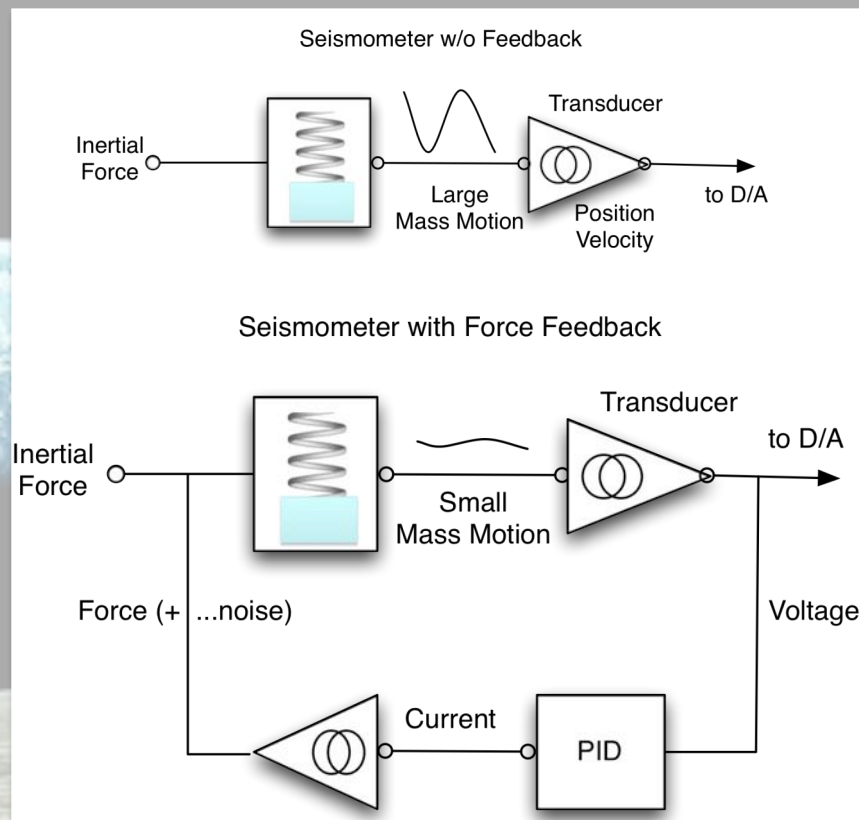 Seismometer w/o Feedback
Transducer
Inertial
Force
Large
Mass Motion
Position
Velocity
to D/A
Seismometer with Force Feedback
Transducer
to D/A
Inertial
Force
Small
Mass Motion
Force (+ ...noise)
Voltage
Current
PID